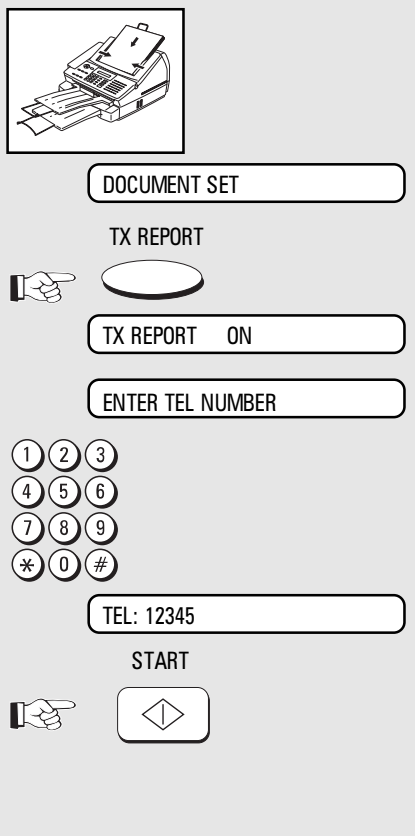 DOCUMENT SET
TX REPORT
TX REPORT ON
ENTER TEL NUMBER
1 2 3
4 5 6
7 8 9
* 0 #
TEL: 12345
START